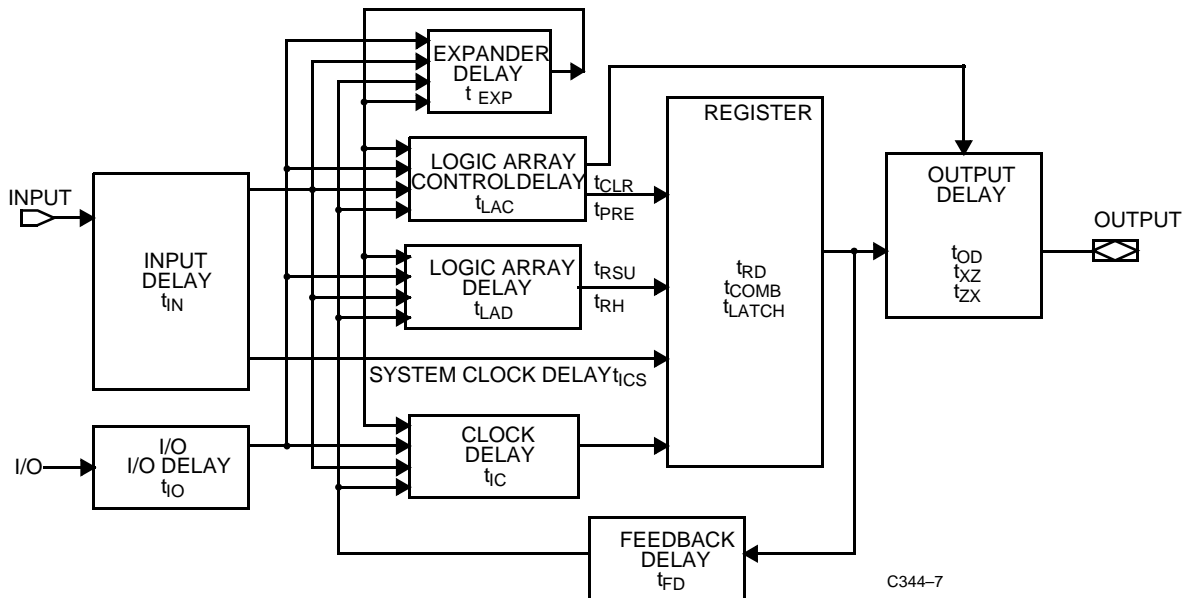 EXPANDER
DELAY
t EXP
REGISTER
LOGIC ARRAY
CONTROLDELAY
tLAC
tCLR
tPRE
INPUT
INPUT
DELAY
tIN
OUTPUT
DELAY
tOD
tXZ
tZX
OUTPUT
LOGIC ARRAY
DELAY
tLAD
tRSU
tRH
tRD
tCOMB
tLATCH
SYSTEM CLOCK DELAYtICS
I/O
I/O
I/O DELAY
tIO
CLOCK
DELAY
tIC
FEEDBACK
DELAY
tFD
C344–7